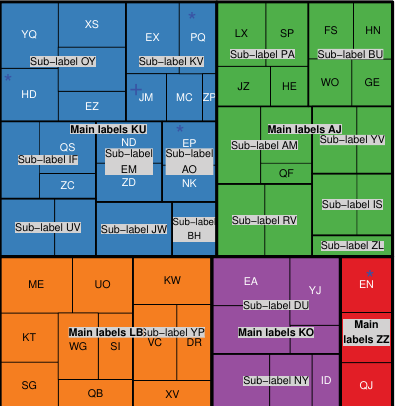 YQ XS EX PQ LX SP FS HN
Sub−label OY Sub−label KV Sub−label PA Sub−label BU
HD EZ JM MC ZP JZ HE WO GE
Main labels KU Main labels AJ
QS ND EP Sub−label AM Sub−label YV
Sub−label IF Sub−label EM Sub−label AO
ZC ZD NK QF
Sub−label UV Sub−label JW Sub−label BH Sub−label RV Sub−label IS
Sub−label ZL
ME UO KW EA YJ EN
Sub−label DU
KT Main labels LB Sub−label YP Main labels KO Main labels ZZ
WG SI VC DR
SG QB XV Sub−label NY ID QJ